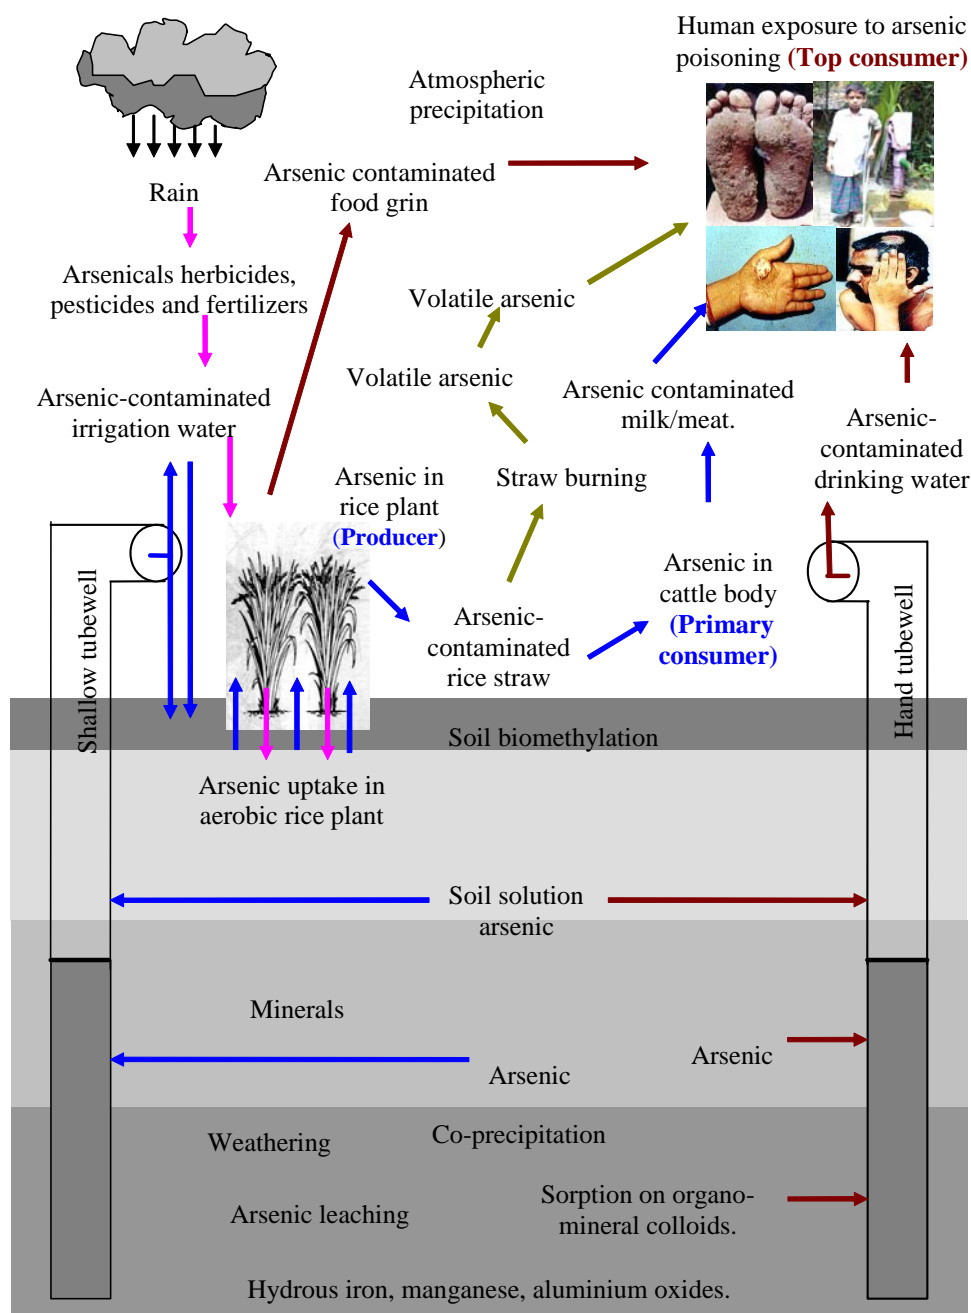 Human exposure to arsenic
poisoning (Top consumer)
Atmospheric
precipitation
Rain
Arsenic contaminated
food grin
Arsenicals herbicides,
pesticides and fertilizers
Volatile arsenic
Volatile arsenic
Arsenic-contaminated
irrigation water
Arsenic contaminated
milk/meat.
Arsenic-
contaminated
drinking water
Arsenic in
rice plant
(Producer)
Straw burning
Shallow tubewell
Arsenic-
contaminated
rice straw
Arsenic in
cattle body
(Primary
consumer)
Hand tubewell
Soil biomethylation
Arsenic uptake in
aerobic rice plant
Soil solution
arsenic
Minerals
Arsenic
Arsenic
Weathering
Co-precipitation
Arsenic leaching
Sorption on organo-
mineral colloids.
Hydrous iron, manganese, aluminium oxides.